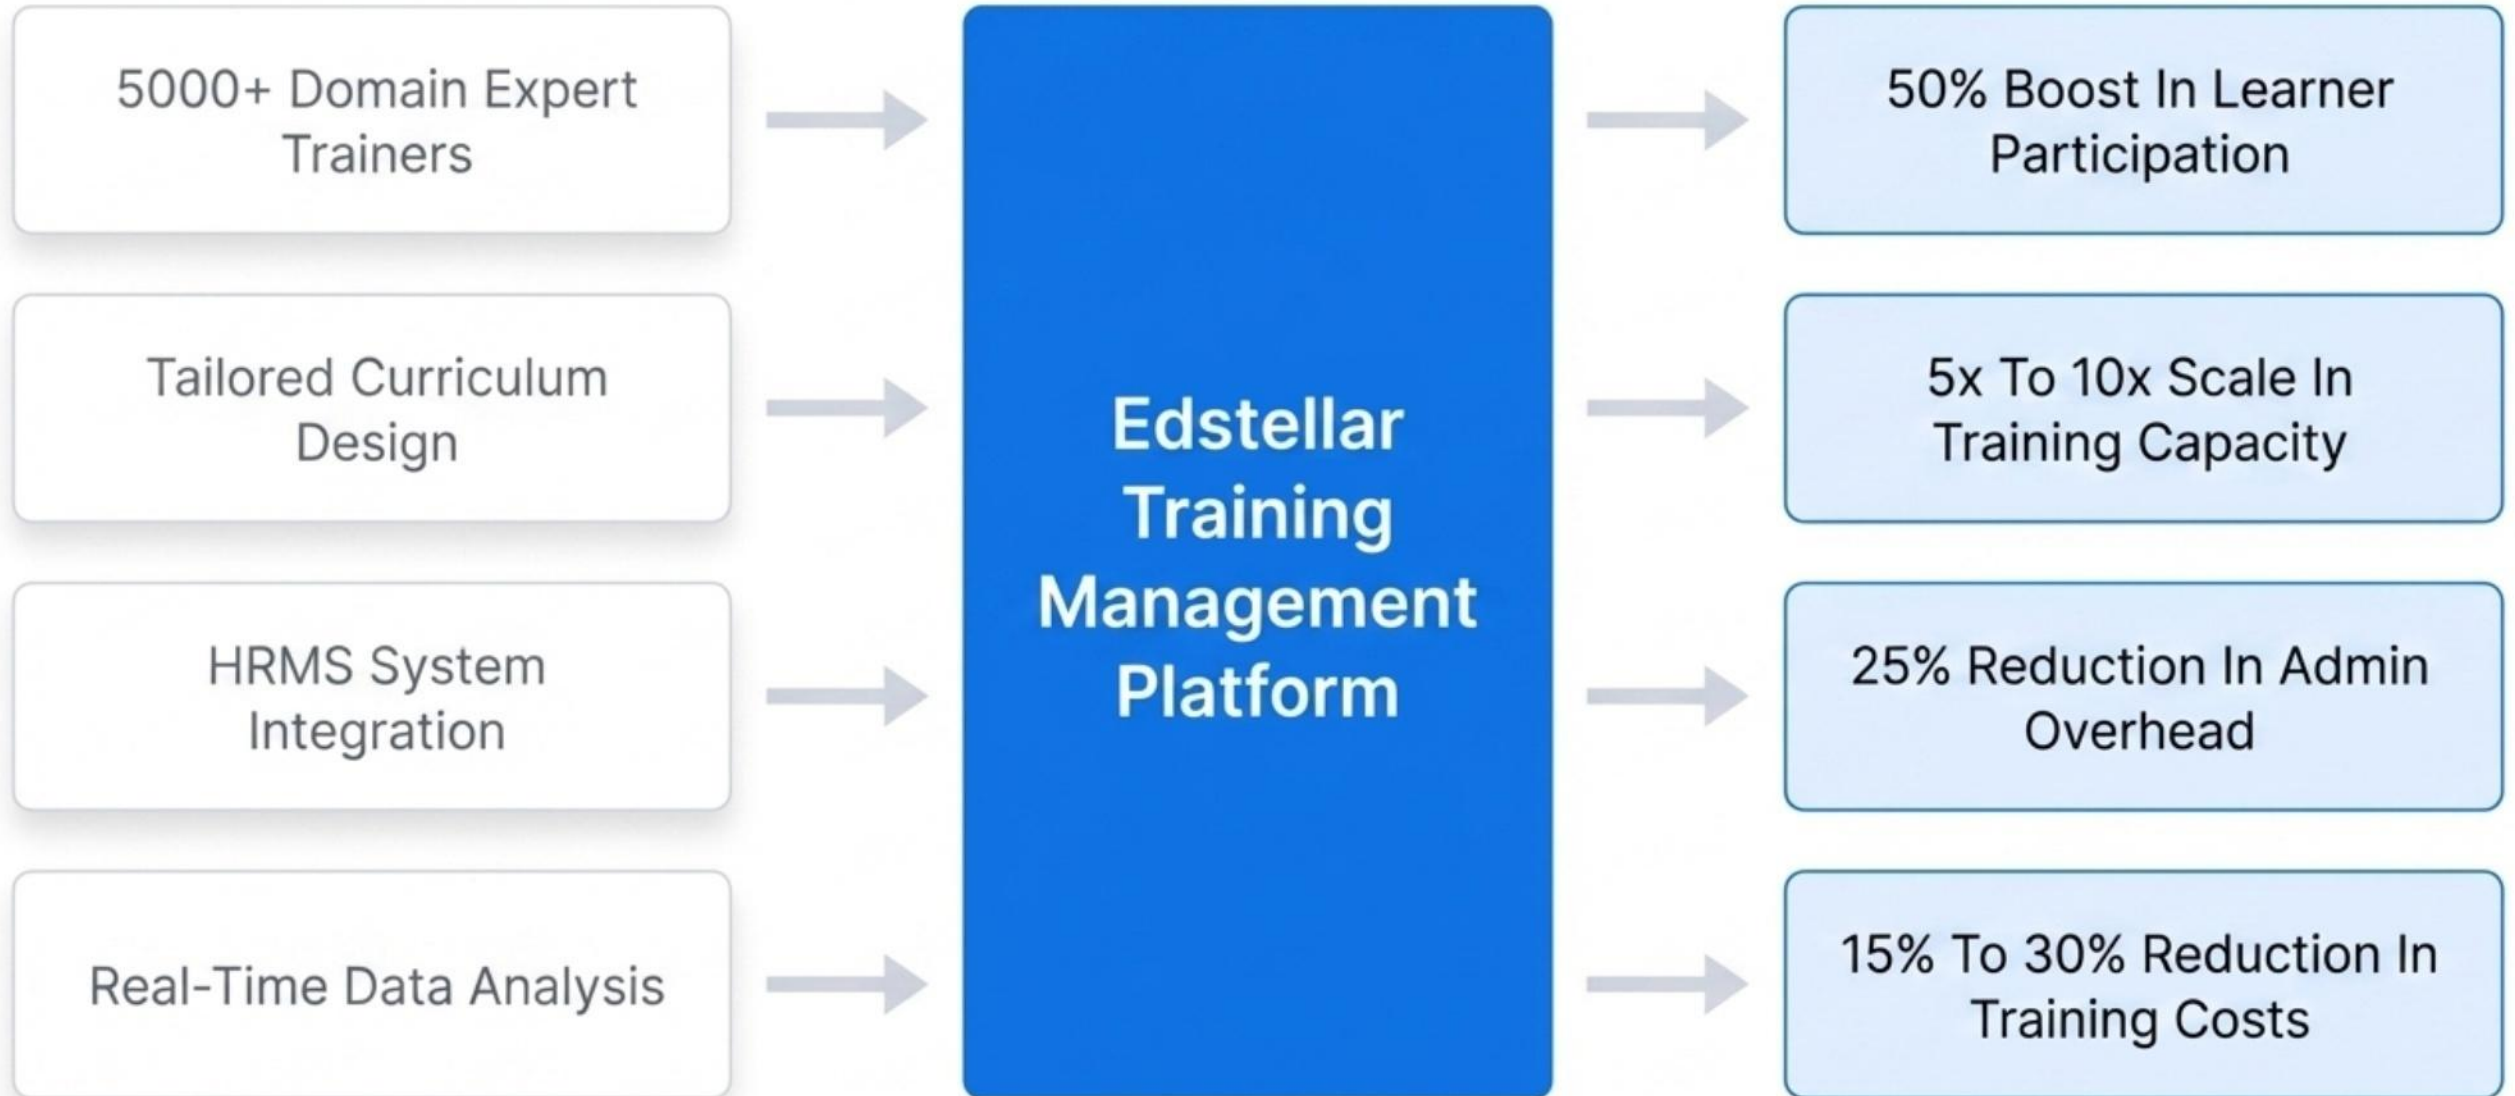 5000+ Domain Expert
Trainers
Tailored Curriculum
Design
HRMS System
Integration
Real-Time Data Analysis
Edstellar
Training
Management
Platform
50% Boost In Learner
Participation
5x To 10x Scale In
Training Capacity
25% Reduction In Admin
Overhead
15% To 30% Reduction In
Training Costs